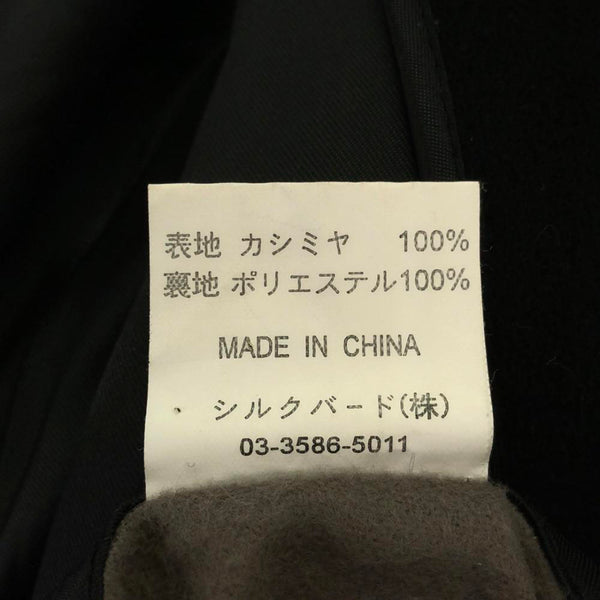 表地 カシミヤ 100%
裏地 ポリエステル100%
MADE IN CHINA
シルクバード(株)
03-3586-5011